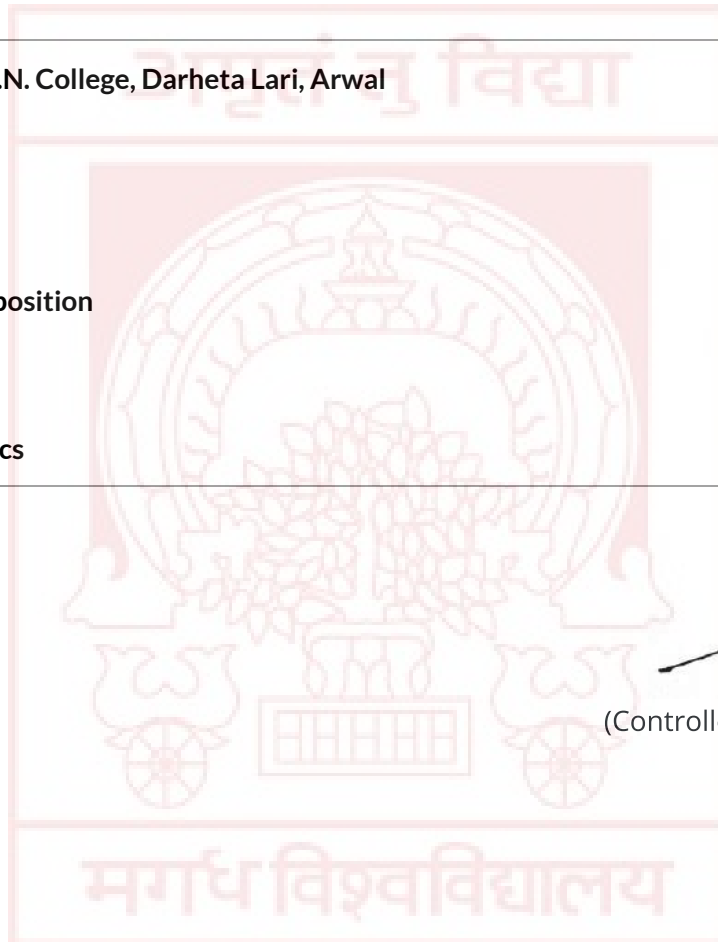 अमृतं तु विद्या
.N. College, Darheta Lari, Arwal
position
cs
(Controll
मगध विश्वविद्यालय